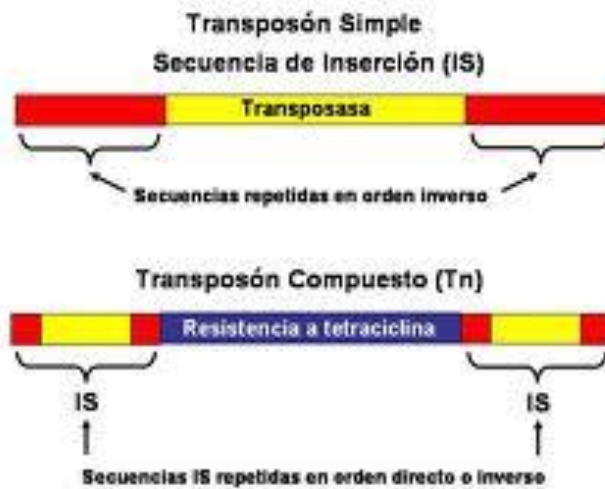 Transposón Simple
Secuencia de Inserción (IS)
Transposasa
Secuencias repetidas en orden inverso
Transposón Compuesto (Tn)
Resistencia a tetraciclina
IS IS
Secuencias IS repetidas en orden directo o inverso